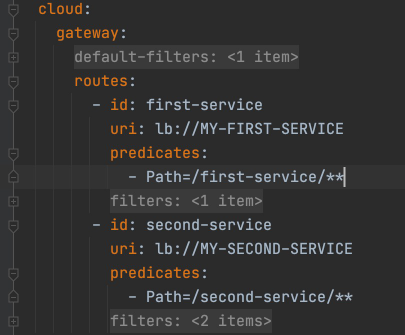 cloud:
gateway:
default-filters: <1 item>
routes:
- id: first-service
uri: lb://MY-FIRST-SERVICE
predicates:
- Path=/first-service/**
filters: <1 item>
- id: second-service
uri: lb://MY-SECOND-SERVICE
predicates:
- Path=/second-service/**
filters: <2 items>